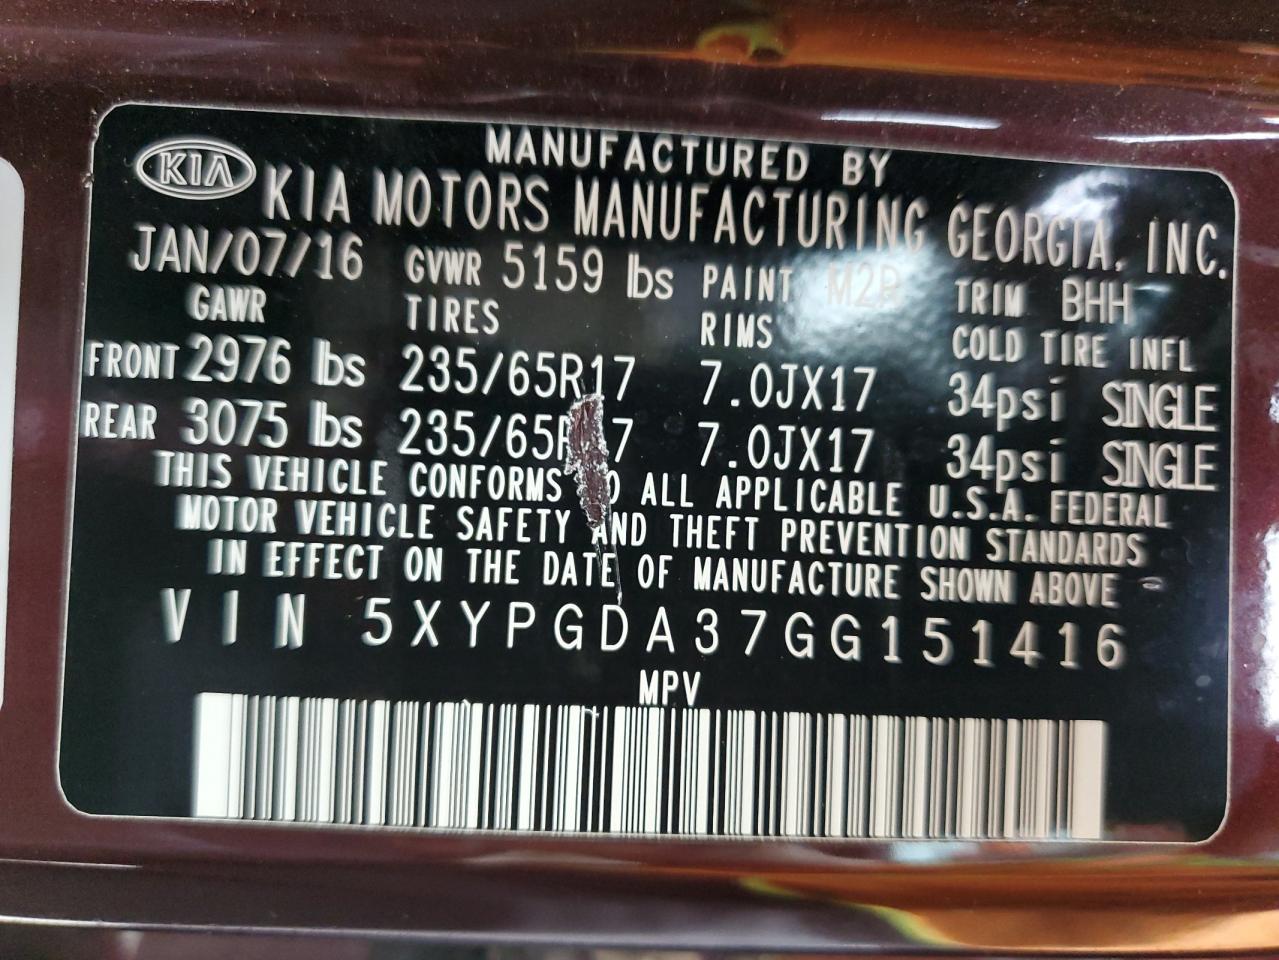 MANUFACTURED BY
KIA KIA MOTORS MANUFACTURING GEORGIA, INC.
JAN/07/16 GVWR 5159 lbs PAINT M2R TRIM BHH
GAWR TIRES RIMS COLD TIRE INFL
FRONT 2976 lbs 235/65R17 7.0JX17 34psi SINGLE
REAR 3075 lbs 7.0JX17 34psi SINGLE
THIS VEHICLE CONFORMS TO ALL APPLICABLE U.S.A. FEDERAL
MOTOR VEHICLE SAFETY AND THEFT PREVENTION STANDARDS
IN EFFECT ON THE DATE OF MANUFACTURE SHOWN ABOVE
VIN 5XYPGDA37GG151416
MPV